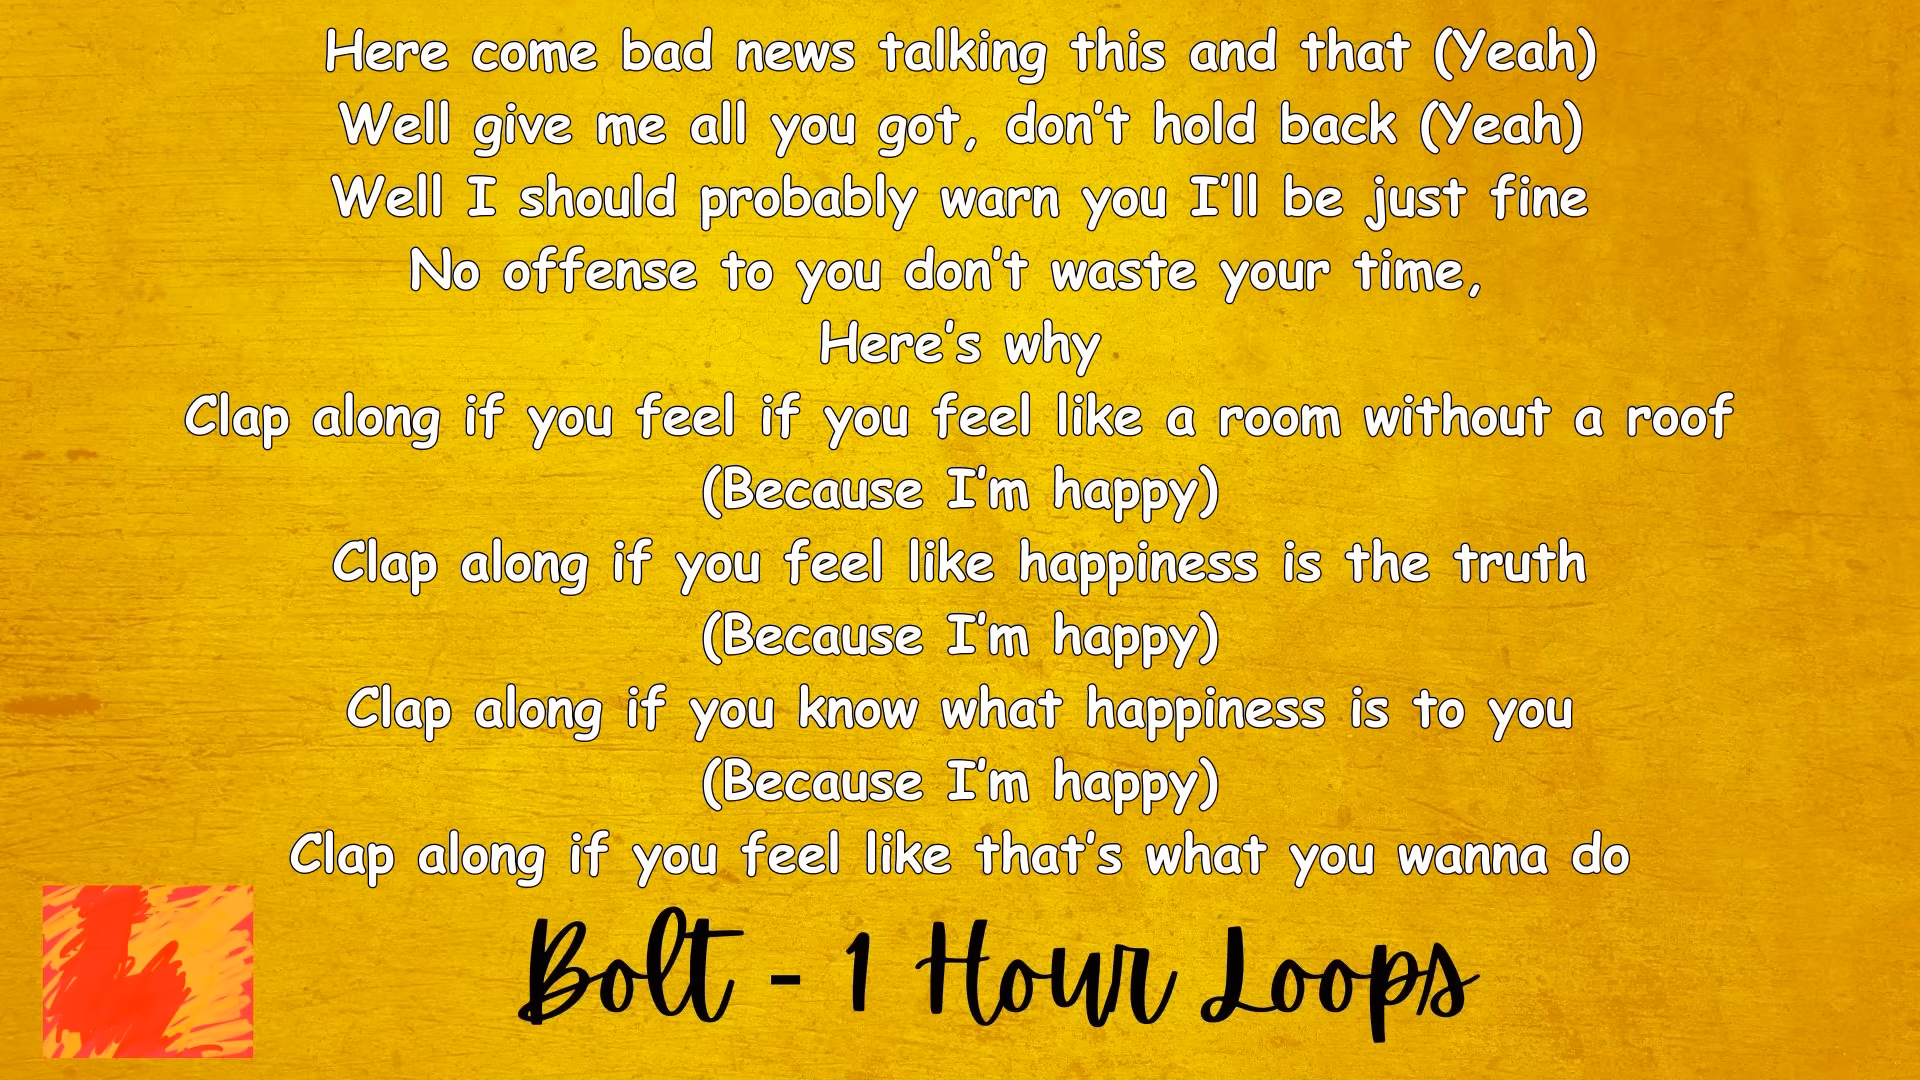 Here come bad news talking this and that (Yeah)
Well give me all you got, don't hold back (Yeah)
Well I should probably warn you I'll be just fine
No offense to you don't waste your time,
Here's why
Clap along if you feel if you feel like a room without a roof
(Because I'm happy)
Clap along if you feel like happiness is the truth
(Because I'm happy)
Clap along if you know what happiness is to you
(Because I'm happy)
Clap along if you feel like that's what you wanna do
Bolt - 1 Hour Loops